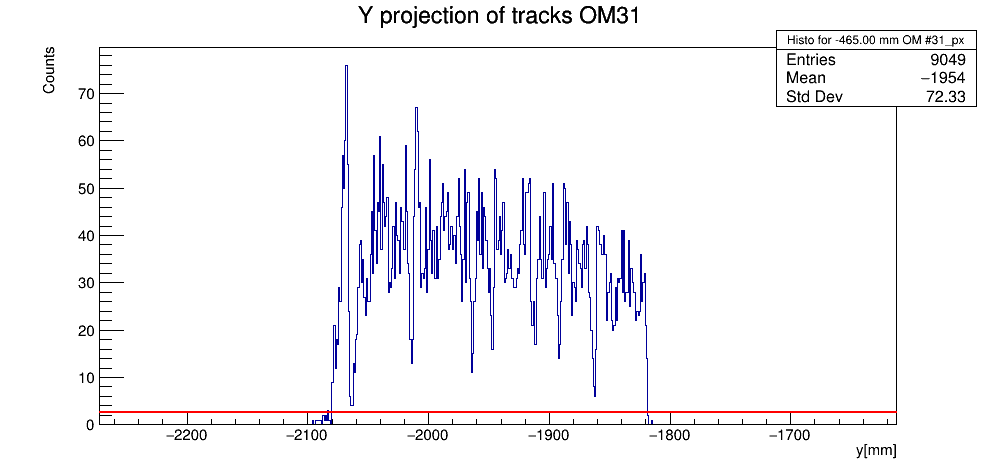 Y projection of tracks OM31
Histo for -465.00 mm OM #31_px
Entries 9049
Mean −1954
Std Dev 72.33
Counts
70
60
50
40
30
20
10
0
−2200 −2100 −2000 −1900 −1800 −1700
y[mm]